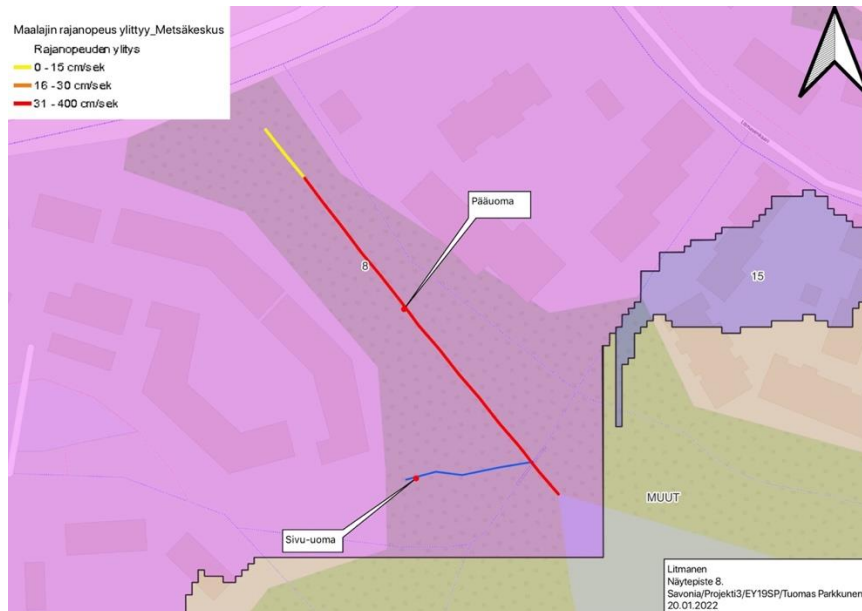 Maalajin rajanopeus ylittyy_Metsäkeskus
Rajanopeuden ylitys
0 - 15 cm/sek
16 - 30 cm/sek
31 - 400 cm/sek
Pääuoma
8
15
MUUT
Sivu-uoma
Litmanen
Näytepiste 8.
Savonia/Projekti3/EY19SP/Tuomas Parkkunen
20.01.2022